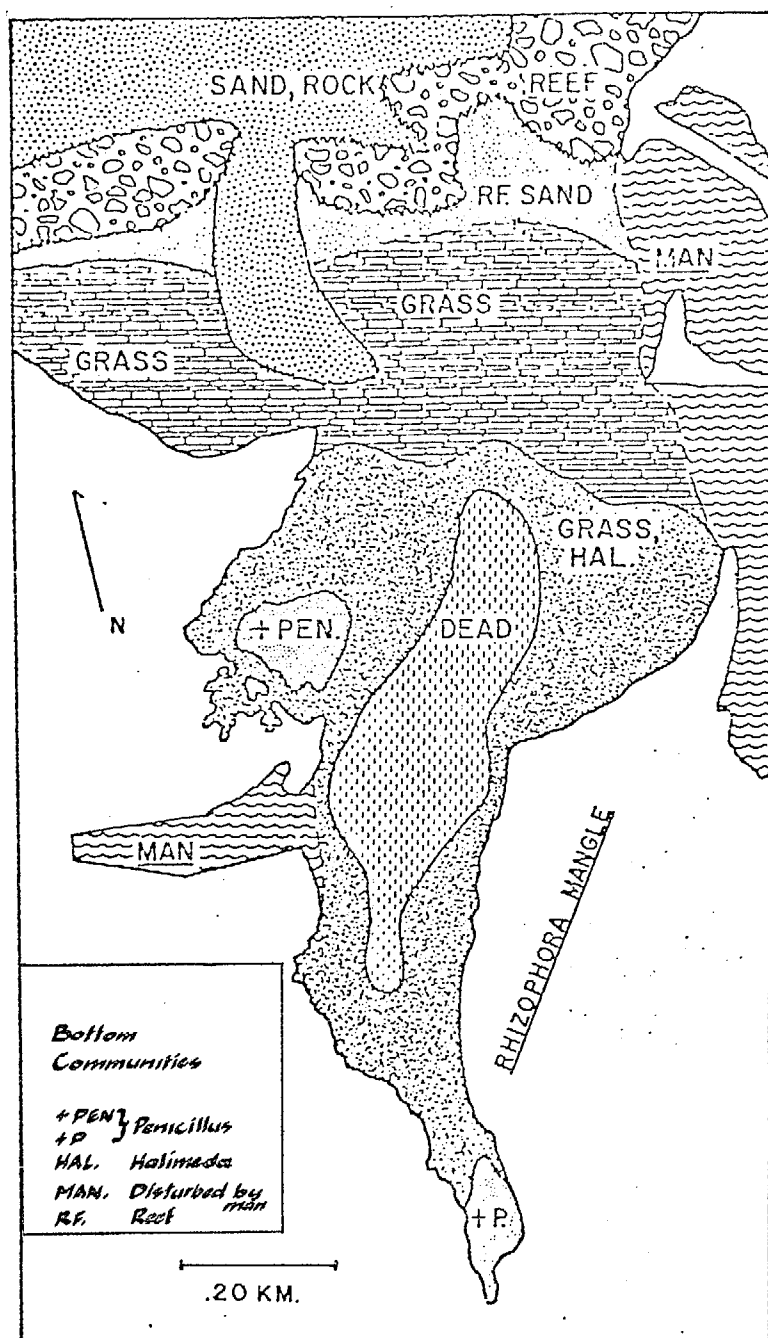 SAND, ROCK
REEF
RF. SAND
MAN
GRASS
GRASS
GRASS,
HAL.
N
+ PEN.
DEAD
MAN
RHIZOPHORA MANGLE
Bottom
Communities
+ PEN } Penicillus
+ P
HAL. Halimeda
MAN. Disturbed by man
RF. Reef
+ P.
.20 KM.